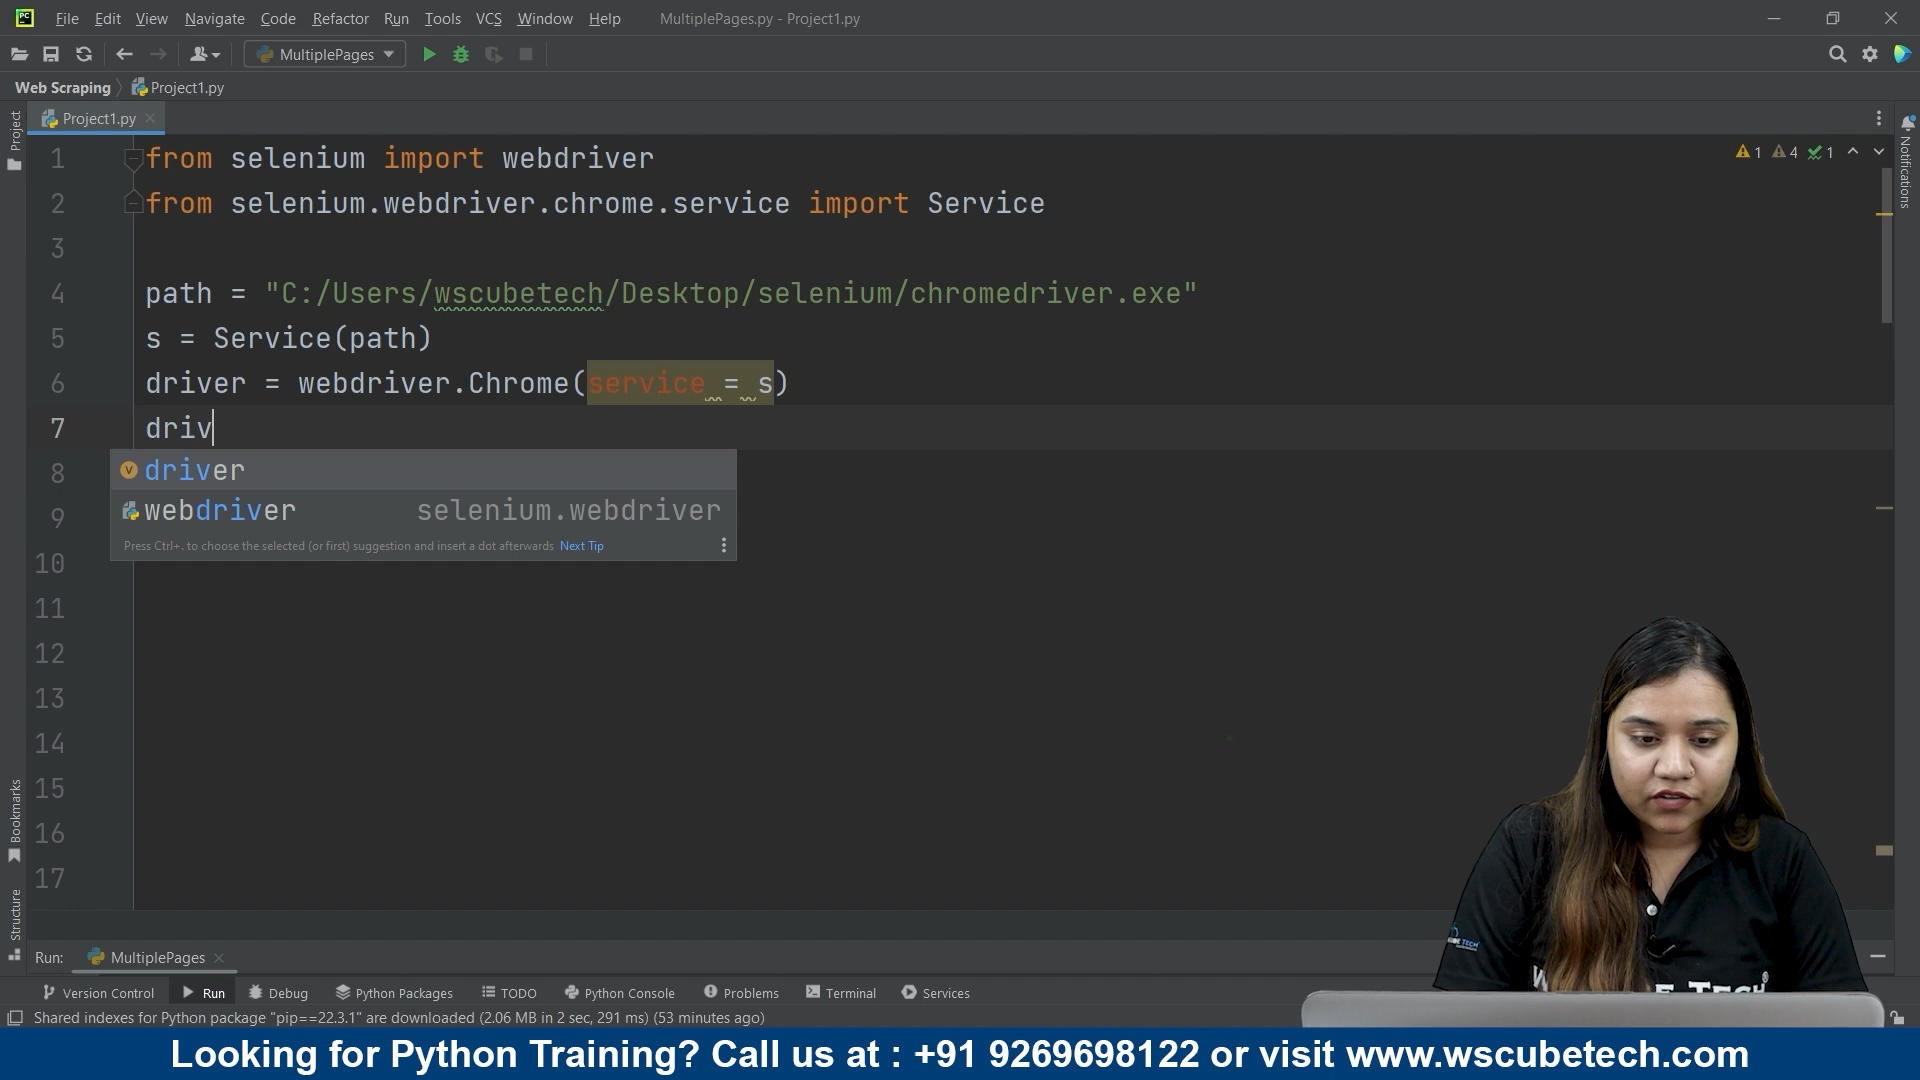 File Edit View Navigate Code Refactor Run Tools VCS Window Help MultiplePages.py - Project1.py
MultiplePages
Web Scraping Project1.py
Project1.py
Project
Notifications
1 4 1
1 from selenium import webdriver
2 from selenium.webdriver.chrome.service import Service
3
4 path = "C:/Users/wscubetech/Desktop/selenium/chromedriver.exe"
5 s = Service(path)
6 driver = webdriver.Chrome(service = s)
7 driv
8 driver
webdriver selenium.webdriver
9
Press Ctrl+. to choose the selected (or first) suggestion and insert a dot afterwards Next Tip
10
11
12
13
14
15
16
17
Bookmarks
Structure
Run: MultiplePages
Version Control Run Debug Python Packages TODO Python Console Problems Terminal Services
Shared indexes for Python package "pip==22.3.1" are downloaded (2.06 MB in 2 sec, 291 ms) (53 minutes ago)
Looking for Python Training? Call us at : +91 9269698122 or visit www.wscubetech.com